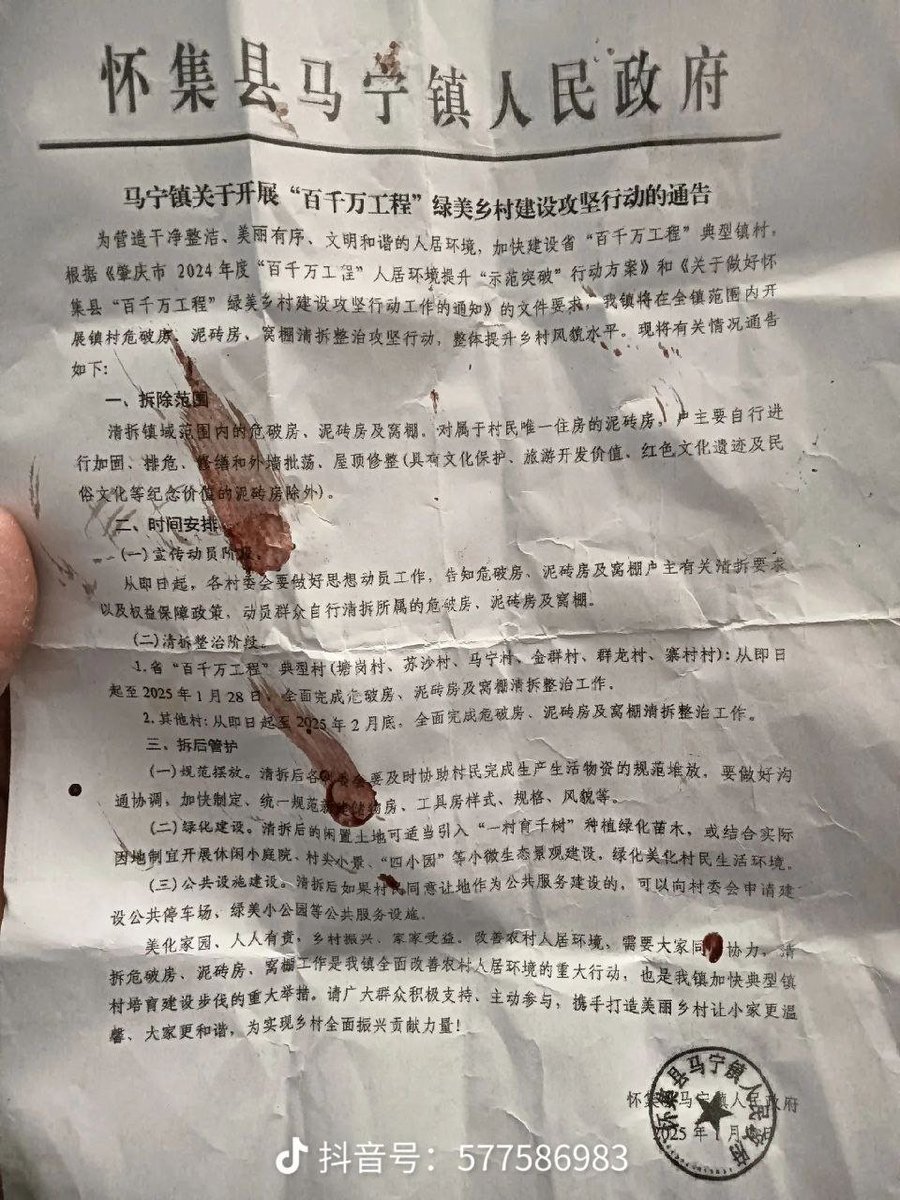 怀集县马宁镇人民政府
马宁镇关于开展“百千万工程”绿美乡村建设攻坚行动的通告
为营造干净整洁、美丽有序、文明和谐的人居环境，加快建设省“百千万工程”典型镇村，
根据《肇庆市 2024 年度“百千万工程”人居环境提升“示范突破”行动方案》和《关于做好怀
集县“百千万工程”绿美乡村建设攻坚行动工作的通知》的文件要求，我镇将在全镇范围内开
展镇村危破房、泥砖房、窝棚清拆整治攻坚行动，整体提升乡村风貌水平。现将有关情况通告
如下：
一、拆除范围
清拆镇域范围内的危破房、泥砖房及窝棚。对属于村民唯一住房的泥砖房，户主要自行进
行加固、排危、修缮和外墙批荡、屋顶修整(具有文化保护、旅游开发价值、红色文化遗迹及民
俗文化等纪念价值的泥砖房除外)。
二、时间安排
(一)宣传动员阶段。
从即日起，各村委会要做好思想动员工作，告知危破房、泥砖房及窝棚户主有关清拆要求
以及权益保障政策，动员群众自行清拆所属的危破房、泥砖房及窝棚。
(二)清拆整治阶段。
1.省“百千万工程”典型村(塘岗村、苏沙村、马宁村、金群村、群龙村、寨村村)：从即日
起至2025年1月28日，全面完成危破房、泥砖房及窝棚清拆整治工作。
2.其他村：从即日起至2025年2月底，全面完成危破房、泥砖房及窝棚清拆整治工作。
三、拆后管护
(一)规范摆放。清拆后各要及时协助村民完成生产生活物资的规范堆放，要做好沟
通协调，加快制定、统一规范房、工具房样式、规格、风貌等。
(二)绿化建设。清拆后的闲置土地可适当引入“一村育千树”种植绿化苗木，或结合实际
因地制宜开展休闲小庭院、村头小景、“四小园”等小微生态景观建设，绿化美化村民生活环境。
(三)公共设施建设。清拆后如果村民同意让地作为公共服务建设的，可以向村委会申请建
设公共停车场、绿美小公园等公共服务设施。
美化家园、人人有责，乡村振兴、家家受益。改善农村人居环境，需要大家同协力，清
拆危破房、泥砖房，窝棚工作是我镇全面改善农村人居环境的重大行动，也是我镇加快典型镇
村培育建设步伐的重大举措。请广大群众积极支持、主动参与，携手打造美丽乡村让小家更温
馨、大家更和谐，为实现乡村全面振兴贡献力量！
怀集县马宁镇人民政府
2025年1月
怀集县马宁镇人民政府
抖音号：577586983